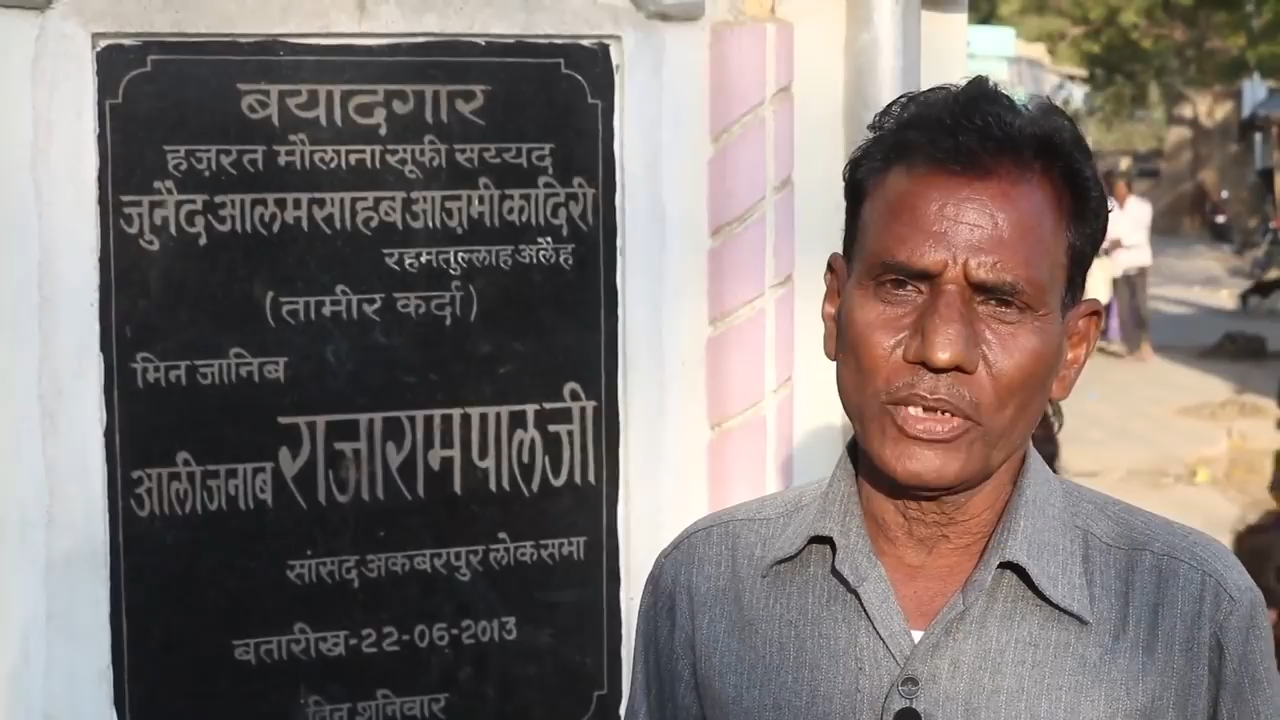 बयादगार
हज़रत मौलाना सूफी सय्यद
जुनैद आलम साहब आज़मी कादिरी
रहमतुल्लाह अलैह
(तामीर कर्दा)
मिन जानिब
आली जनाब राजाराम पाल जी
सांसद अकबरपुर लोकसभा
बतारीख-22-06-2013
दिन शनिवार